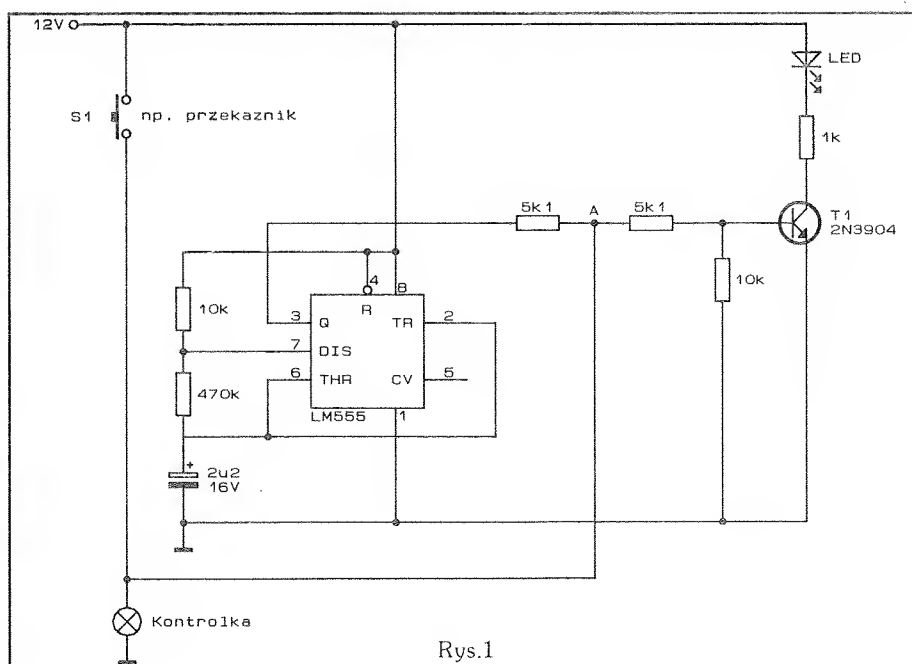 12V
LED
S1
np. przekaznik
1k
5k1
A
5k1
T1
2N3904
10k
4
8
R
10k
3
Q
TR
2
7
DIS
6
THR
CV
5
470k
LM555
1
+
2u2
16V
Kontrolka
Rys.1